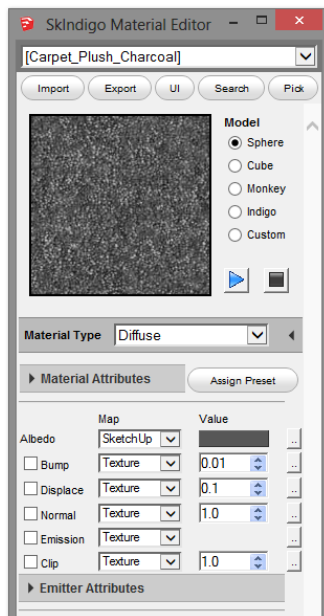 SkIndigo Material Editor
[Carpet_Plush_Charcoal]
Import Export UI Search Pick
Model
Sphere
Cube
Monkey
Indigo
Custom
Material Type Diffuse
Material Attributes Assign Preset
Map Value
Albedo SketchUp ..
Bump Texture 0.01 ..
Displace Texture 0.1 ..
Normal Texture 1.0 ..
Emission Texture ..
Clip Texture 1.0 ..
Emitter Attributes